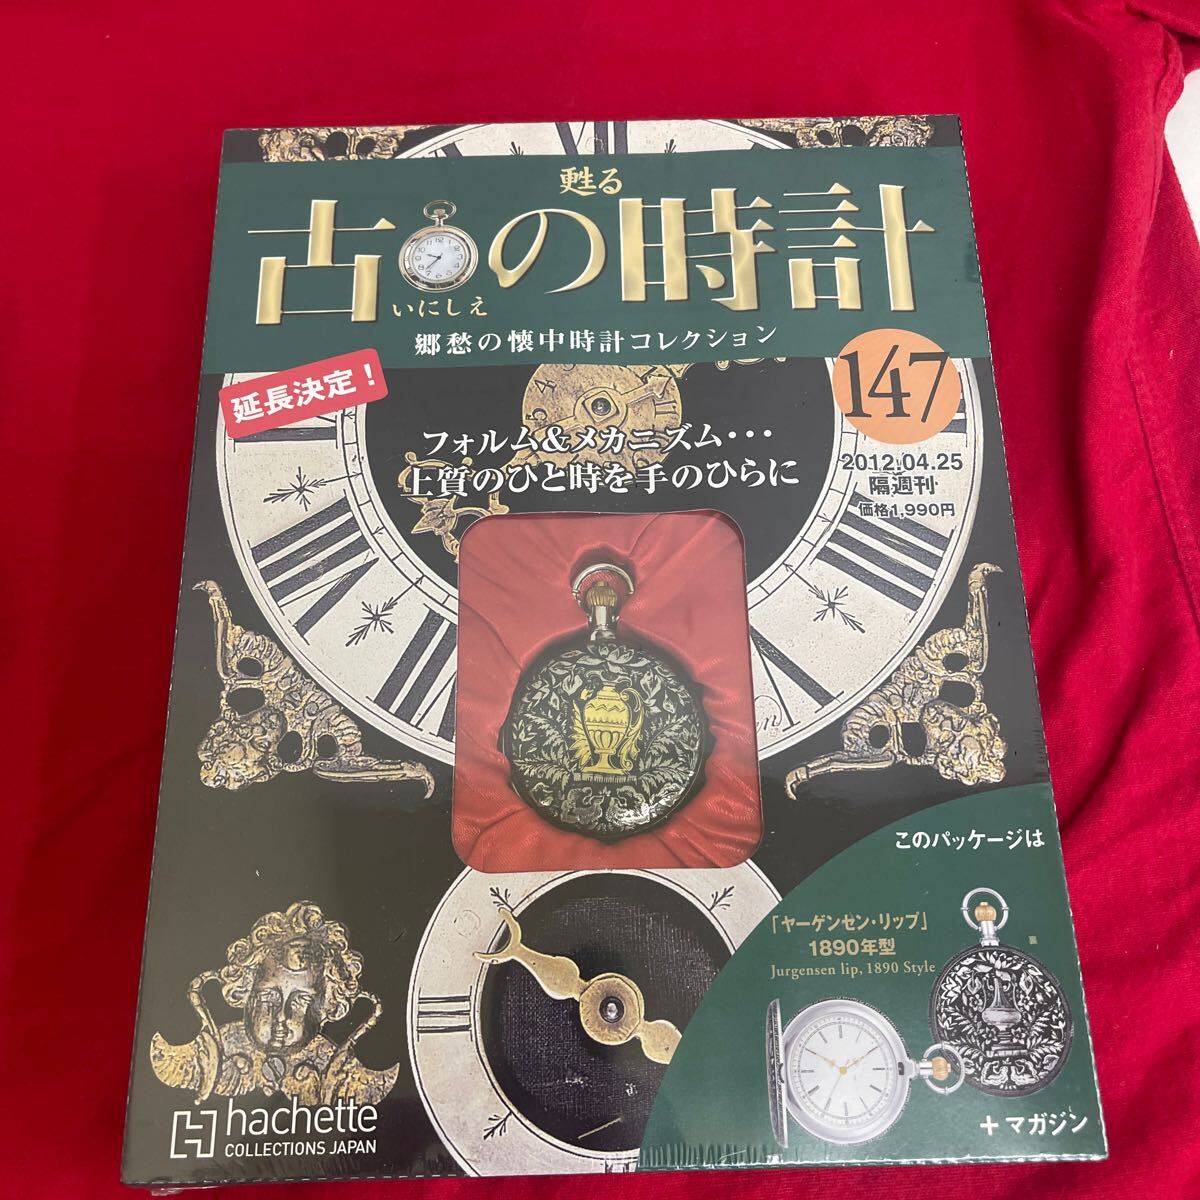 甦る
古の時計
いにしえ
郷愁の懐中時計コレクション
延長決定！
147
2012.04.25
隔週刊
価格1,990円
フォルム&メカニズム・・・
上質のひと時を手のひらに
このパッケージは
「ヤーゲンセン・リップ」
1890年型
Jurgensen lip, 1890 Style
裏
+マガジン
hachette
COLLECTIONS JAPAN